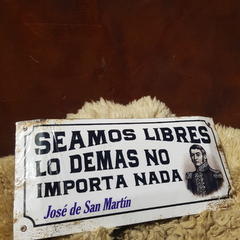 SEAMOS LIBRES
LO DEMAS NO
IMPORTA NADA
José de San Martín